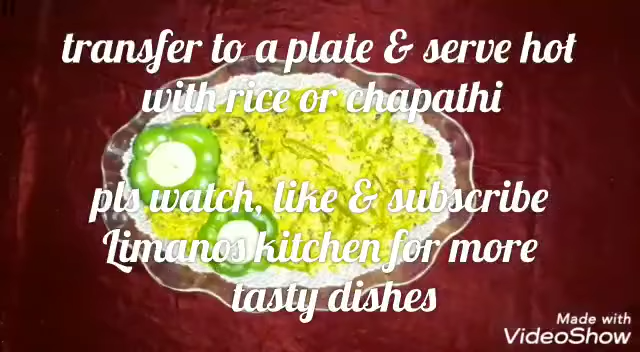 transfer to a plate & serve hot
with rice or chapathi
pls watch, like & subscribe
Limanos kitchen for more
tasty dishes
Made with
VideoShow